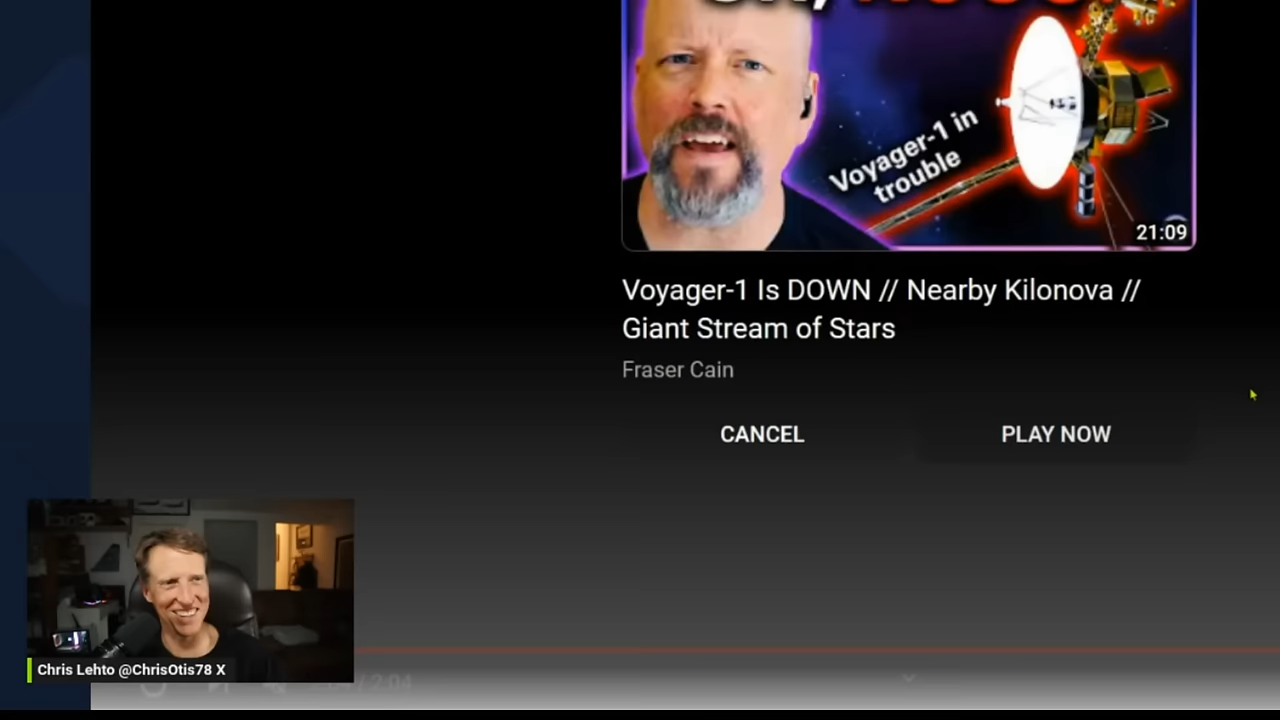 Voyager-1 in
trouble
21:09
Voyager-1 Is DOWN // Nearby Kilonova //
Giant Stream of Stars
Fraser Cain
CANCEL
PLAY NOW
Chris Lehto @ChrisOtis78 X